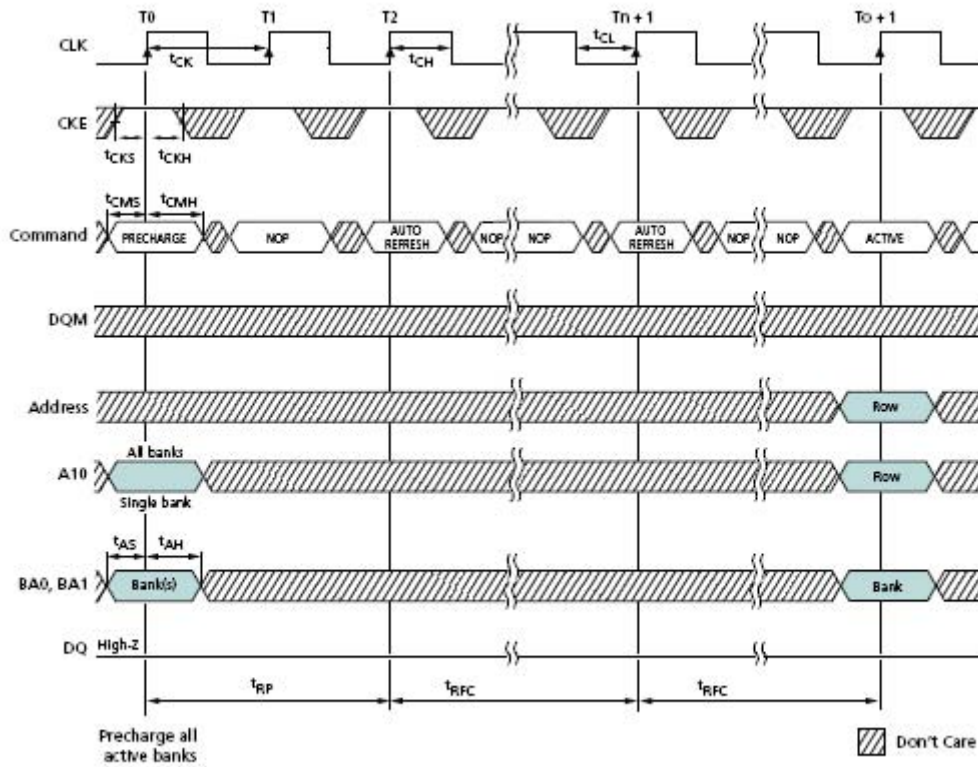 T0 T1 T2 Tn + 1 To + 1
CLK
tCK tCH tCL
CKE
tCKS tCKH
tCMS tCMH
Command PRECHARGE NOP AUTO REFRESH NOP NOP AUTO REFRESH NOP NOP ACTIVE
DQM
Address Row
All banks
A10 Row
Single bank
tAS tAH
BA0, BA1 Bank(s) Bank
DQ High-Z
tRP tRFC tRFC
Precharge all
active banks
Don't Care